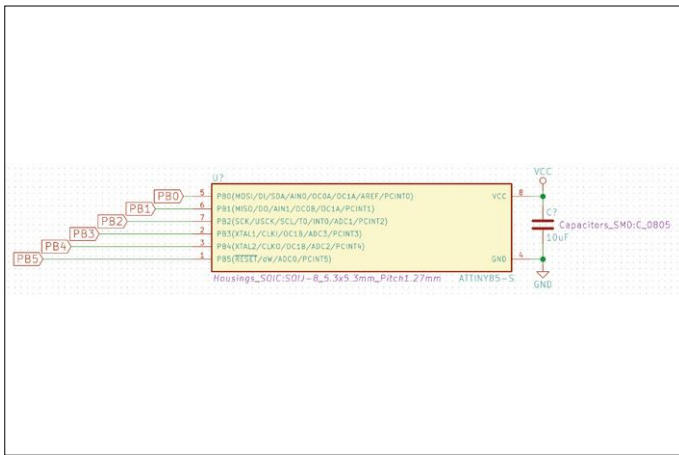 U?
VCC
PB0
5
PB0(MOSI/DI/SDA/AIN0/OC0A/OC1A/AREF/PCINT0)
VCC
8
PB1
6
PB1(MISO/DO/AIN1/OC0B/OC1A/PCINT1)
C?
PB2
7
PB2(SCK/USCK/SCL/T0/INT0/ADC1/PCINT2)
Capacitors_SMD:C_0805
PB3
2
PB3(XTAL1/CLKI/OC1B/ADC3/PCINT3)
10uF
PB4
3
PB4(XTAL2/CLKO/OC1B/ADC2/PCINT4)
PB5
1
PB5(RESET/dW/ADC0/PCINT5)
GND
4
Housings_SOIC:SOIJ-8_5.3x5.3mm_Pitch1.27mm
ATTINY85-S
GND